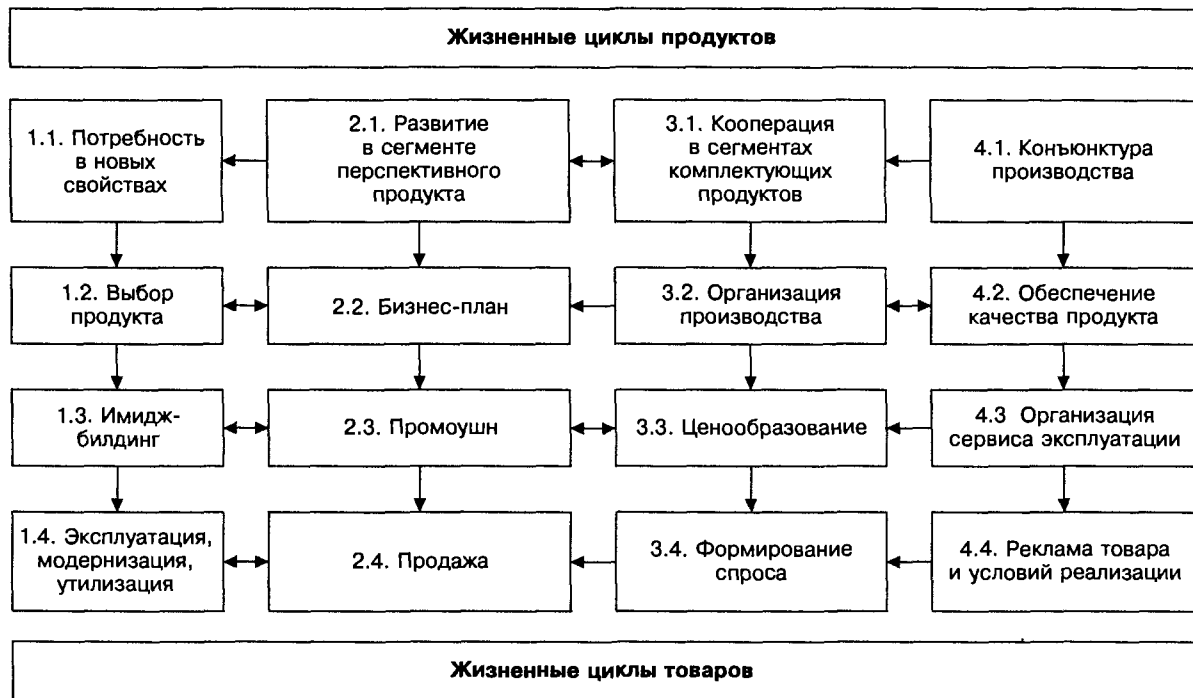 Жизненные циклы продуктов
1.1. Потребность
в новых
свойствах
2.1. Развитие
в сегменте
перспективного
продукта
3.1. Кооперация
в сегментах
комплектующих
продуктов
4.1. Конъюнктура
производства
1.2. Выбор
продукта
2.2. Бизнес-план
3.2. Организация
производства
4.2. Обеспечение
качества продукта
1.3. Имидж-
билдинг
2.3. Промоушн
3.3. Ценообразование
4.3 Организация
сервиса эксплуатации
1.4. Эксплуатация,
модернизация,
утилизация
2.4. Продажа
3.4. Формирование
спроса
4.4. Реклама товара
и условий реализации
Жизненные циклы товаров